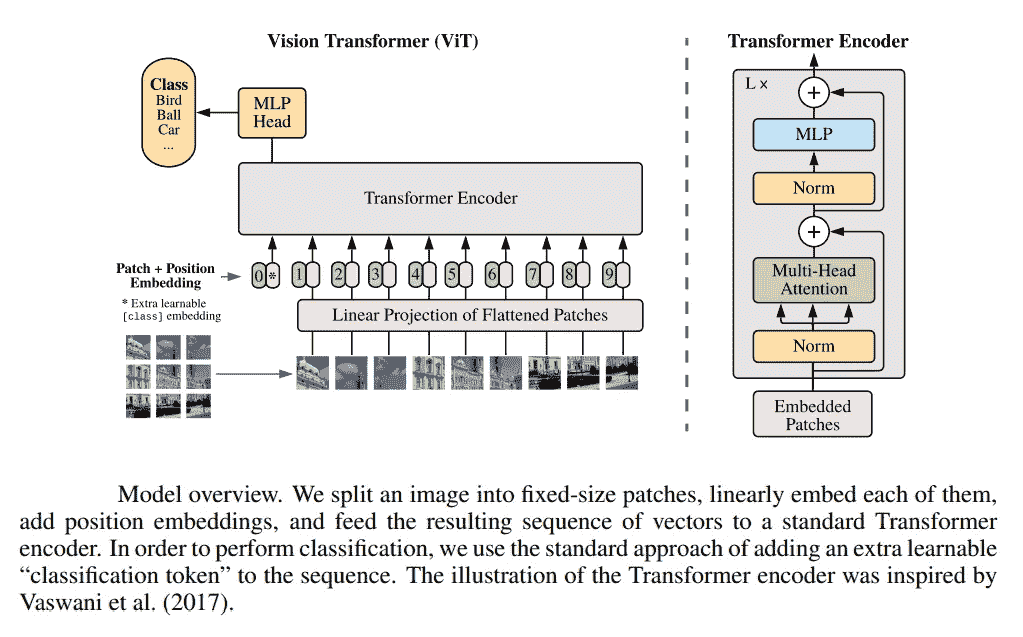 Vision Transformer (ViT)
Class
Bird
Ball
Car
...
MLP
Head
Transformer Encoder
Patch + Position
Embedding
0 * 1 2 3 4 5 6 7 8 9
* Extra learnable
[class] embedding
Linear Projection of Flattened Patches
Transformer Encoder
L ×
+
MLP
Norm
+
Multi-Head
Attention
Norm
Embedded
Patches
Model overview. We split an image into fixed-size patches, linearly embed each of them,
add position embeddings, and feed the resulting sequence of vectors to a standard Transformer
encoder. In order to perform classification, we use the standard approach of adding an extra learnable
“classification token” to the sequence. The illustration of the Transformer encoder was inspired by
Vaswani et al. (2017).